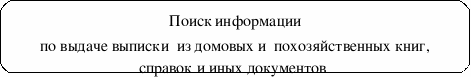 Поиск информации
по выдаче выписки из домовых и похозяйственных книг,
справок и иных документов